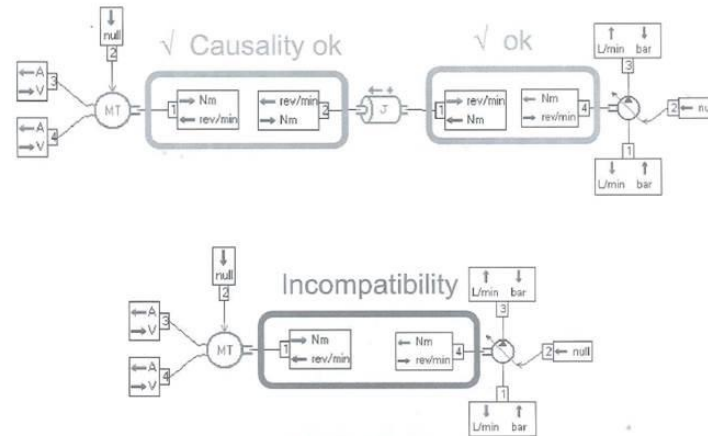 √ Causality ok
√ ok
null
2
A
V
3
A
V
4
MT
1
Nm
rev/min
rev/min
Nm
2
+
J
1
rev/min
Nm
Nm
rev/min
4
L/min bar
3
2
nu
1
L/min bar
Incompatibility
null
2
A
V
3
A
V
4
MT
1
Nm
rev/min
Nm
rev/min
4
L/min bar
3
2
null
1
L/min bar